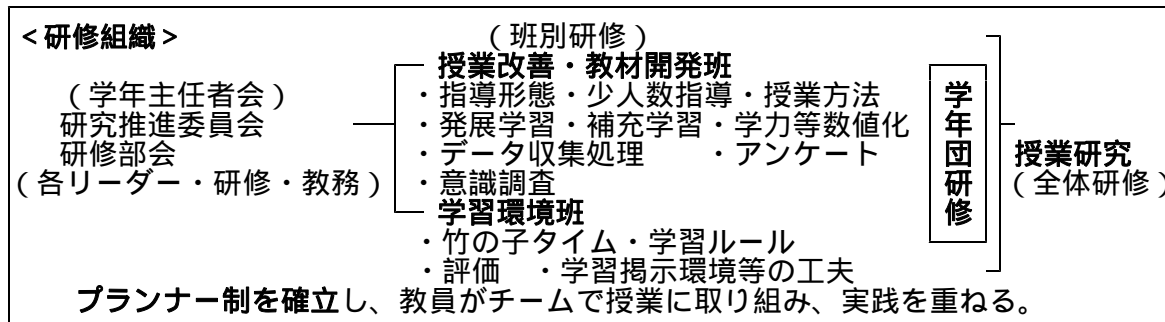 <研修組織>
(班別研修)
授業改善・教材開発班
(学年主任者会)
研究推進委員会
研修部会
(各リーダー・研修・教務)
・指導形態・少人数指導・授業方法
・発展学習・補充学習・学力等数値化
・データ収集処理 ・アンケート
・意識調査
学習環境班
・竹の子タイム・学習ルール
・評価 ・学習掲示環境等の工夫
学年団研修
授業研究
(全体研修)
プランナー制を確立し、教員がチームで授業に取り組み、実践を重ねる。